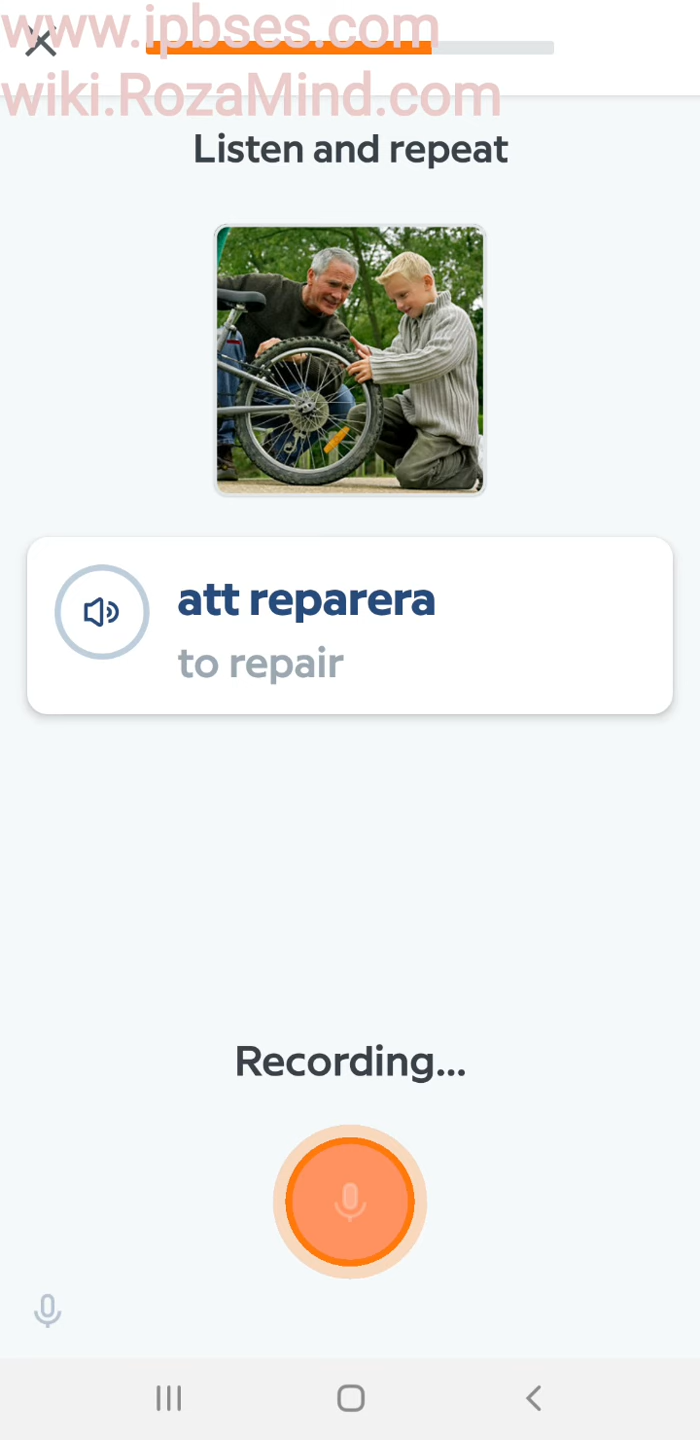 www.ipbses.com
wiki.RozaMind.com
Listen and repeat
att reparera
to repair
Recording...